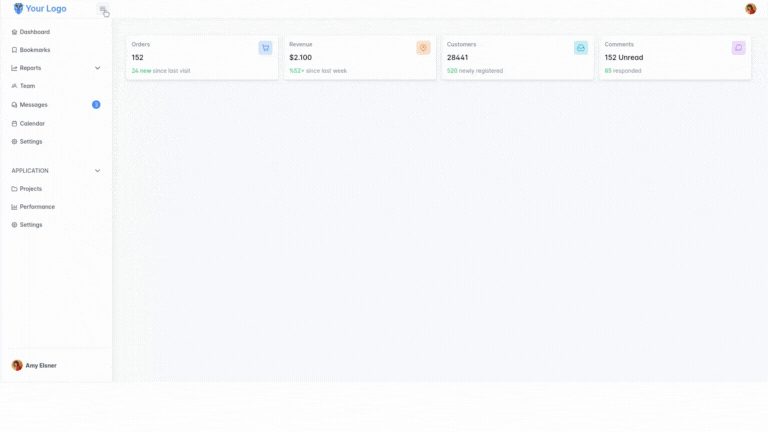 Your Logo
Dashboard
Bookmarks
Reports
Team
Messages
3
Calendar
Settings
APPLICATION
Projects
Performance
Settings
Amy Elsner
Orders
152
24 new since last visit
Revenue
$2.100
%52+ since last week
Customers
28441
520 newly registered
Comments
152 Unread
85 responded